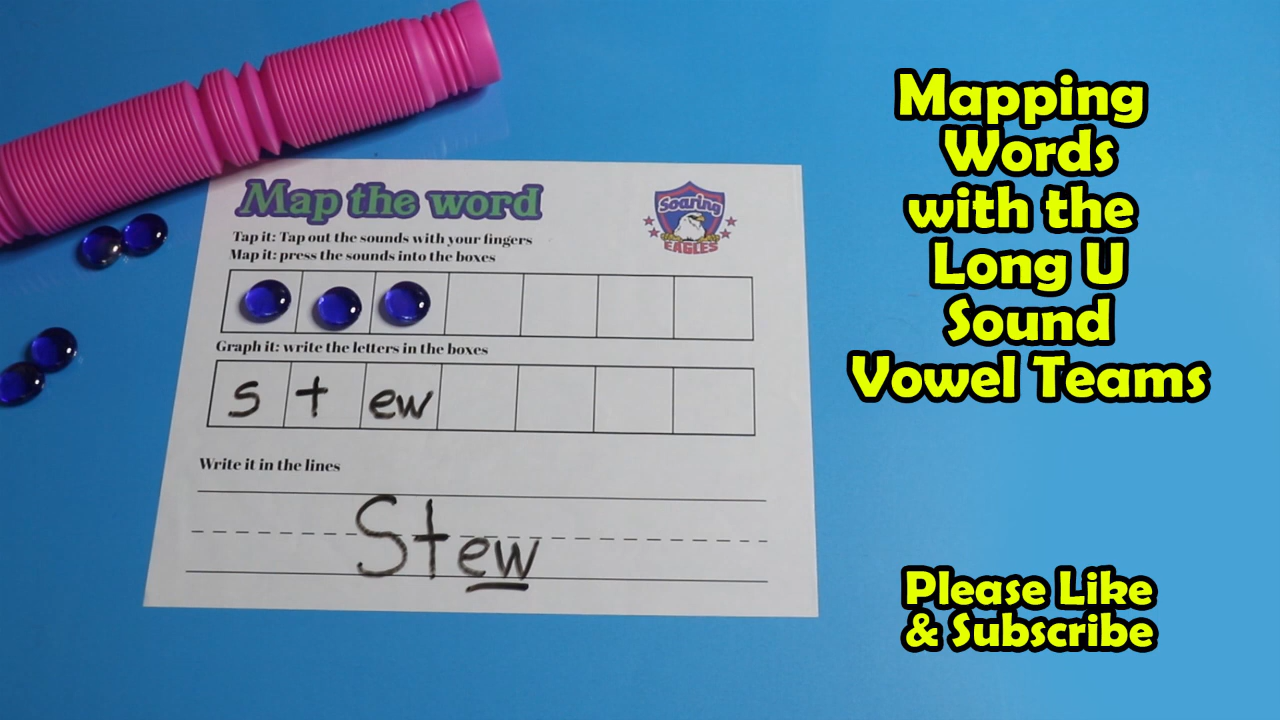 Map the word
Soaring
EAGLES
Tap it: Tap out the sounds with your fingers
Map it: press the sounds into the boxes
Graph it: write the letters in the boxes
s t ew
Write it in the lines
Stew
Mapping
Words
with the
Long U
Sound
Vowel Teams
Please Like
& Subscribe